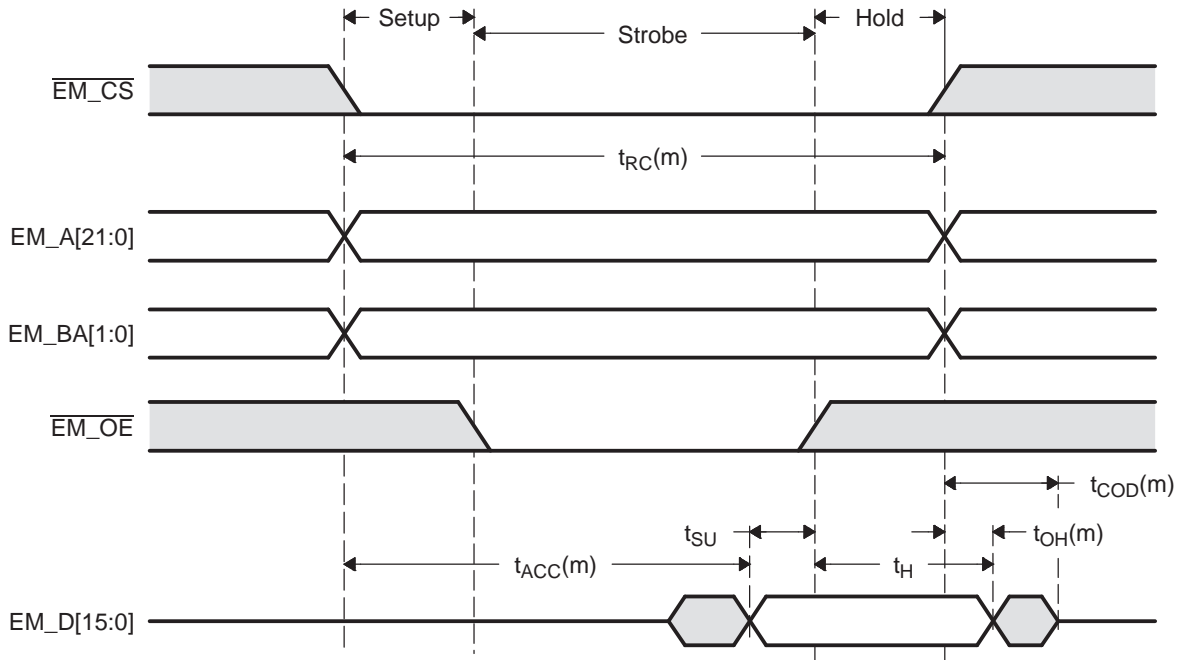 Setup
Strobe
Hold
EM_CS
tRC(m)
EM_A[21:0]
EM_BA[1:0]
EM_OE
tCOD(m)
tSU
tOH(m)
tACC(m)
tH
EM_D[15:0]